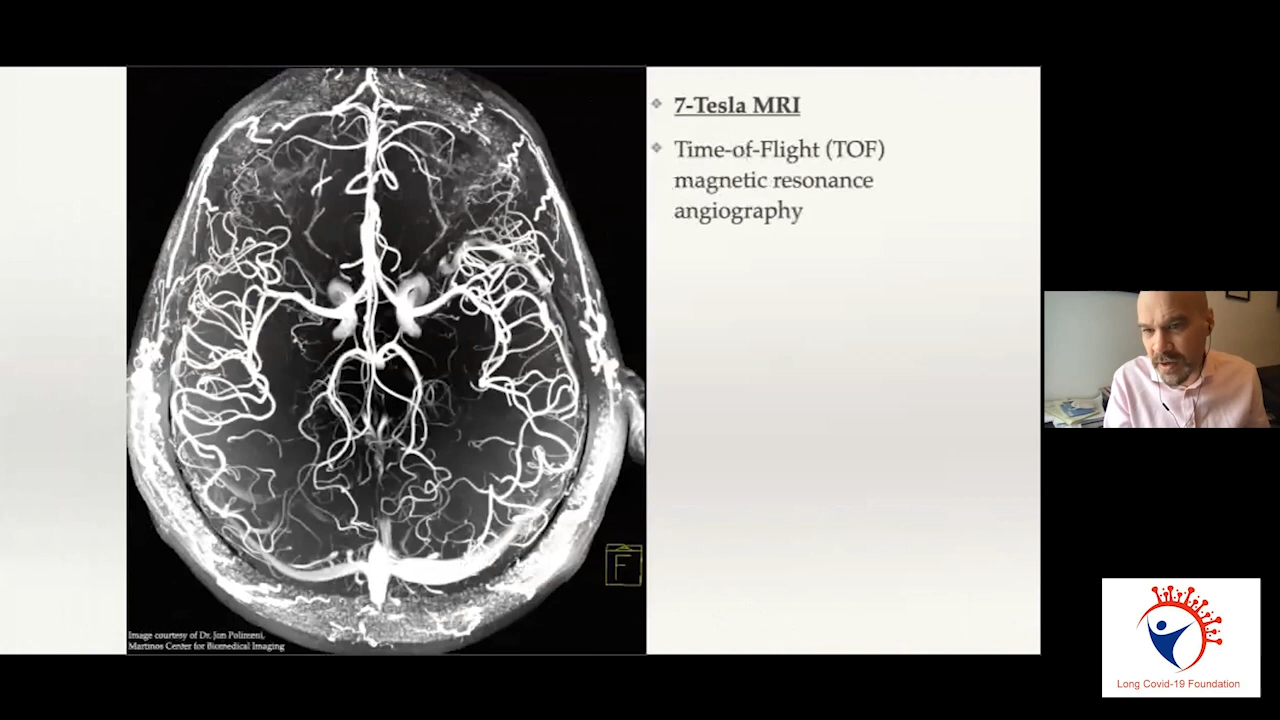 7-Tesla MRI
Time-of-Flight (TOF)
magnetic resonance
angiography
F
Image courtesy of Dr. Jon Polimeni,
Martinos Center for Biomedical Imaging
Long Covid-19 Foundation